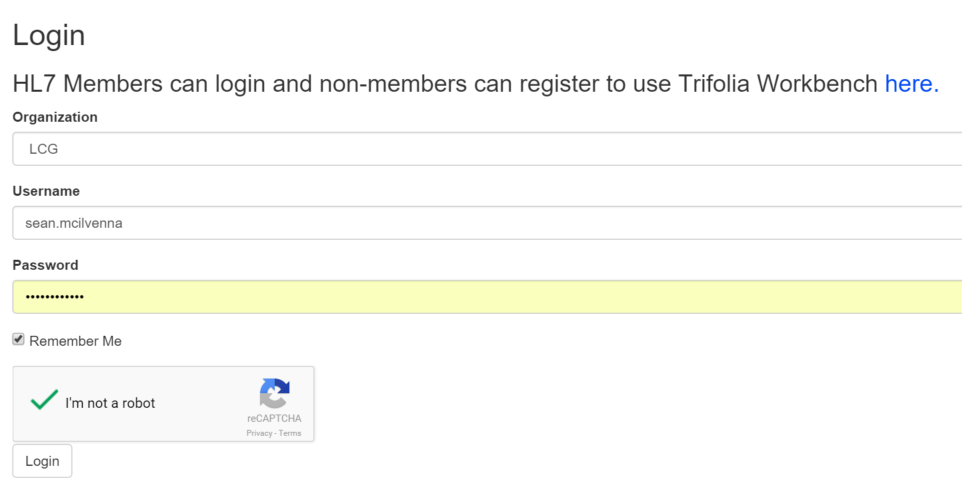 Login
HL7 Members can login and non-members can register to use Trifolia Workbench here.
Organization
LCG
Username
sean.mcilvenna
Password
••••••••••••
Remember Me
I'm not a robot
reCAPTCHA
Privacy - Terms
Login